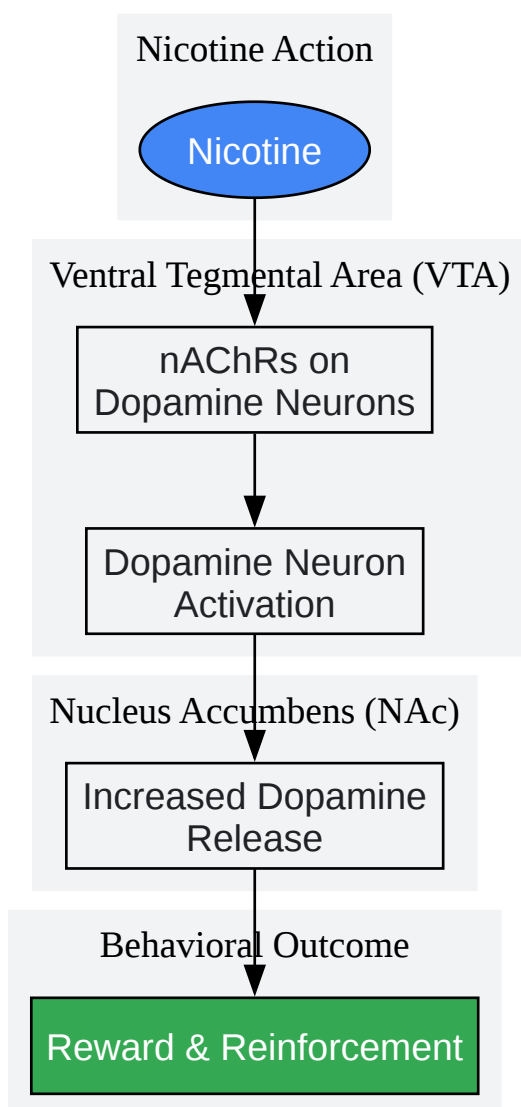 Nicotine Action
Nicotine
Ventral Tegmental Area (VTA)
nAChRs on
Dopamine Neurons
Dopamine Neuron
Activation
Nucleus Accumbens (NAc)
Increased Dopamine
Release
Behavioral Outcome
Reward & Reinforcement